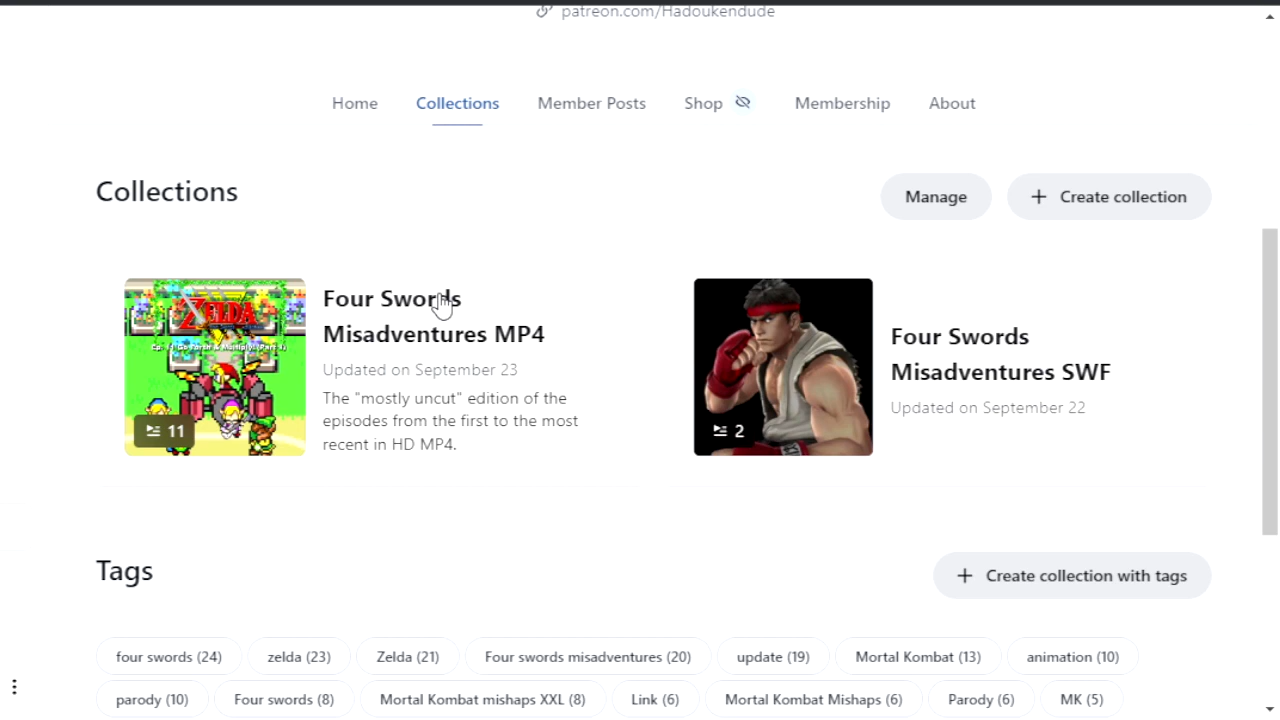 patreon.com/Hadoukendude
Home Collections Member Posts Shop Membership About
Collections
Manage
+ Create collection
ZELDA
11
Four Swords
Misadventures MP4
Updated on September 23
The "mostly uncut" edition of the
episodes from the first to the most
recent in HD MP4.
2
Four Swords
Misadventures SWF
Updated on September 22
Tags
+ Create collection with tags
four swords (24) zelda (23) Zelda (21) Four swords misadventures (20) update (19) Mortal Kombat (13) animation (10)
parody (10) Four swords (8) Mortal Kombat mishaps XXL (8) Link (6) Mortal Kombat Mishaps (6) Parody (6) MK (5)